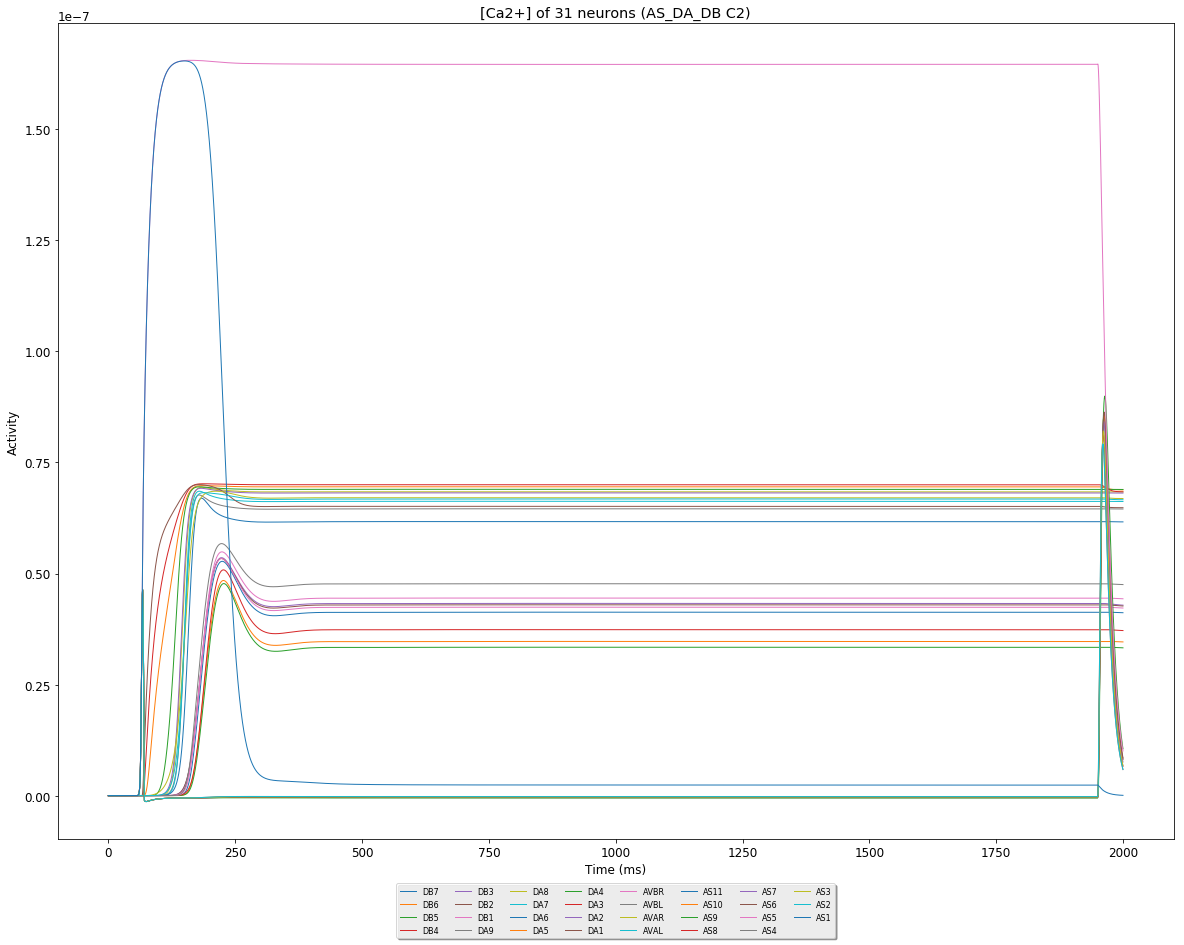 [Ca2+] of 31 neurons (AS_DA_DB C2)
1e−7
1.50
1.25
1.00
0.75
0.50
0.25
0.00
Activity
0 250 500 750 1000 1250 1500 1750 2000
Time (ms)
DB7 DB3 DA8 DA4 AVBR AS11 AS7 AS3
DB6 DB2 DA7 DA3 AVBL AS10 AS6 AS2
DB5 DB1 DA6 DA2 AVAR AS9 AS5 AS1
DB4 DA9 DA5 DA1 AVAL AS8 AS4